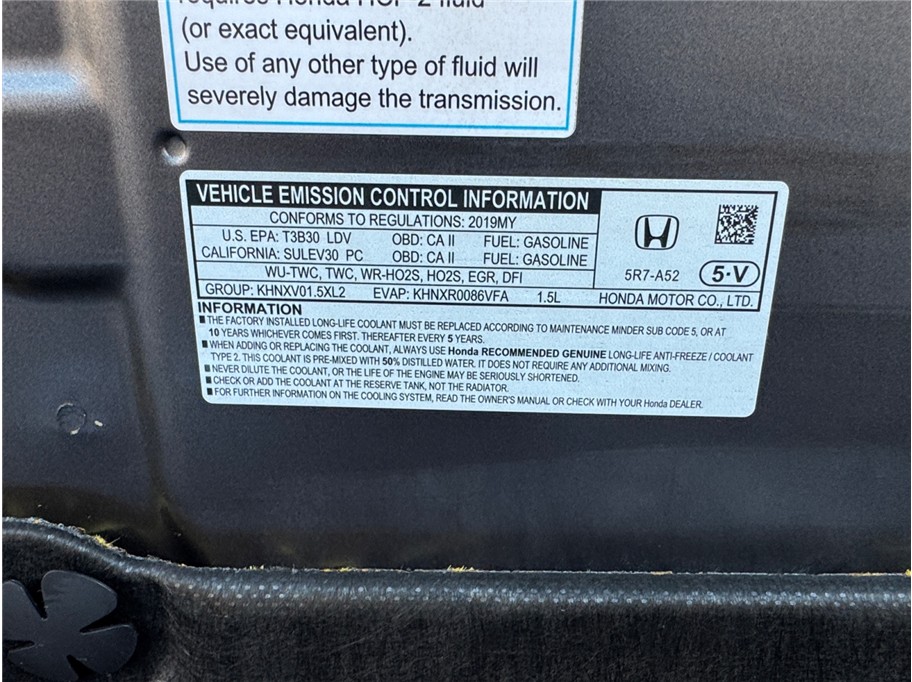 requires Honda HCF-2 fluid
(or exact equivalent).
Use of any other type of fluid will
severely damage the transmission.
VEHICLE EMISSION CONTROL INFORMATION
CONFORMS TO REGULATIONS: 2019MY
U.S. EPA: T3B30 LDV OBD: CA II FUEL: GASOLINE
CALIFORNIA: SULEV30 PC OBD: CA II FUEL: GASOLINE
WU-TWC, TWC, WR-HO2S, HO2S, EGR, DFI
5R7-A52 5·V
GROUP: KHNXV01.5XL2 EVAP: KHNXR0086VFA 1.5L HONDA MOTOR CO., LTD.
INFORMATION
■ THE FACTORY INSTALLED LONG-LIFE COOLANT MUST BE REPLACED ACCORDING TO MAINTENANCE MINDER SUB CODE 5, OR AT
10 YEARS WHICHEVER COMES FIRST. THEREAFTER EVERY 5 YEARS.
■ WHEN ADDING OR REPLACING THE COOLANT, ALWAYS USE Honda RECOMMENDED GENUINE LONG-LIFE ANTI-FREEZE / COOLANT
TYPE 2. THIS COOLANT IS PRE-MIXED WITH 50% DISTILLED WATER. IT DOES NOT REQUIRE ANY ADDITIONAL MIXING.
■ NEVER DILUTE THE COOLANT, OR THE LIFE OF THE ENGINE MAY BE SERIOUSLY SHORTENED.
■ CHECK OR ADD THE COOLANT AT THE RESERVE TANK, NOT THE RADIATOR.
■ FOR FURTHER INFORMATION ON THE COOLING SYSTEM, READ THE OWNER'S MANUAL OR CHECK WITH YOUR Honda DEALER.